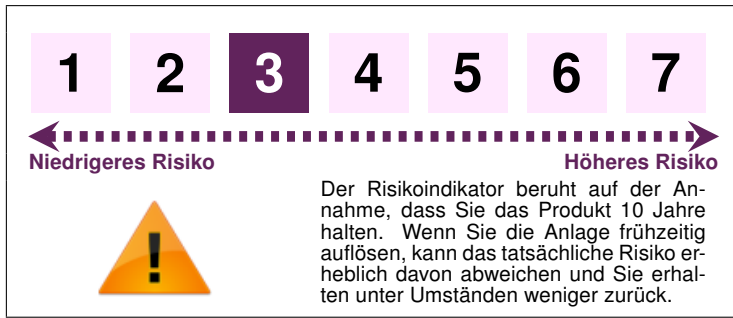 1 2 3 4 5 6 7
Niedrigeres Risiko Höheres Risiko
Der Risikoindikator beruht auf der An-
nahme, dass Sie das Produkt 10 Jahre
halten. Wenn Sie die Anlage frühzeitig
auflösen, kann das tatsächliche Risiko er-
heblich davon abweichen und Sie erhal-
ten unter Umständen weniger zurück.